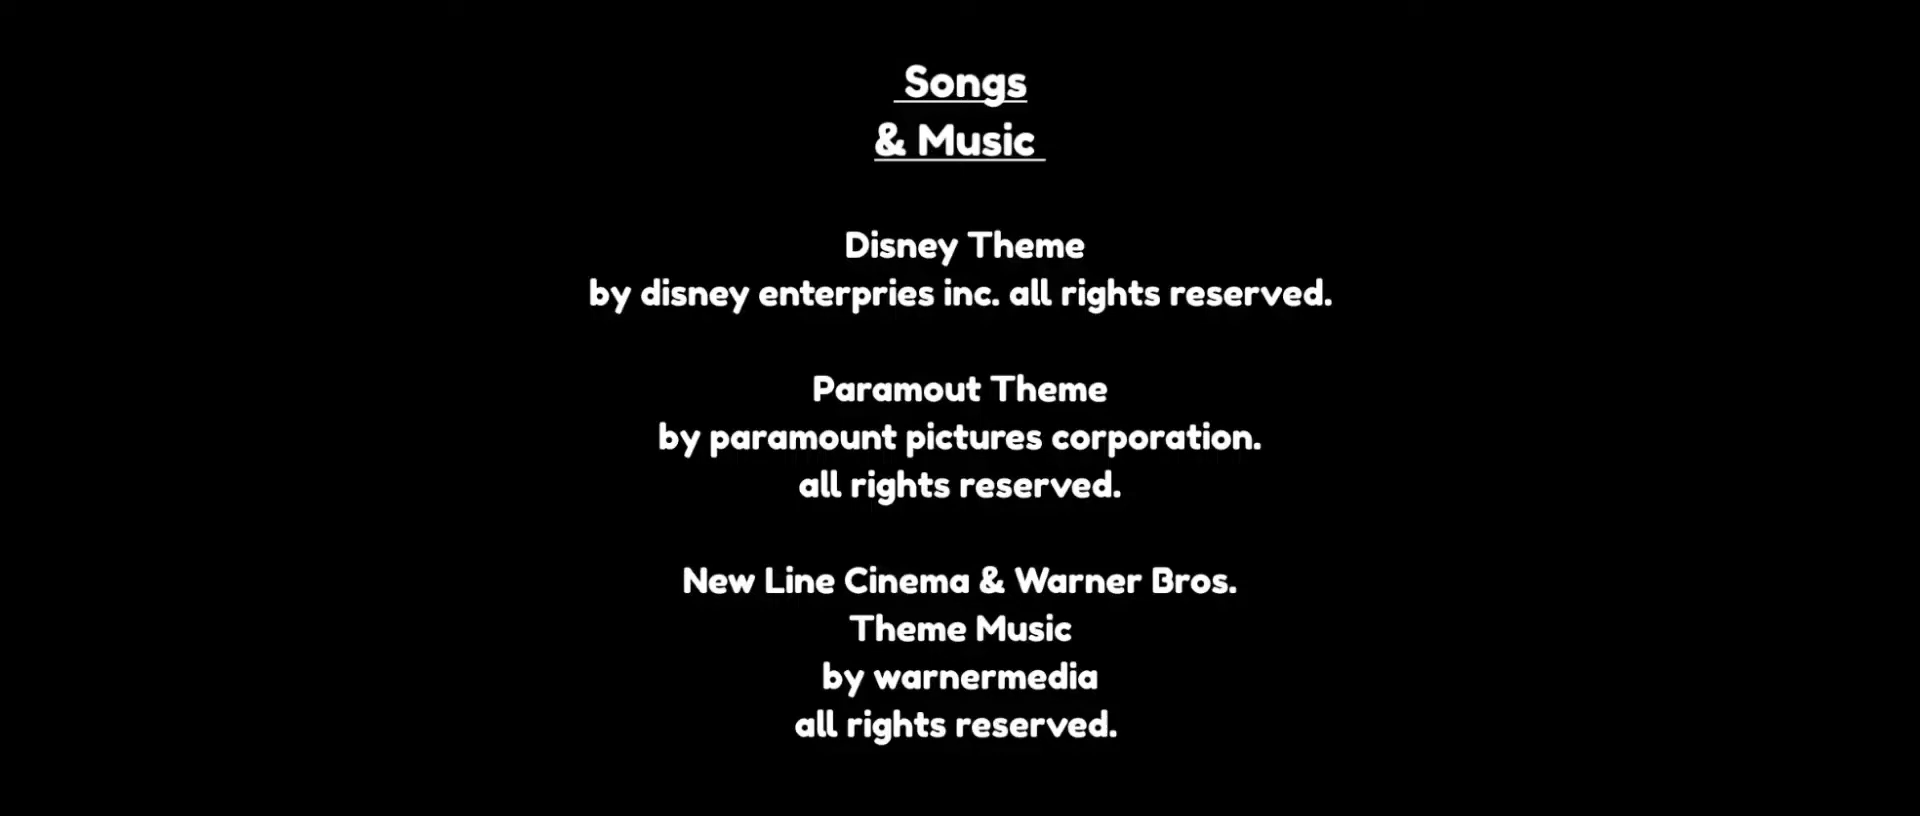 Songs
& Music
Disney Theme
by disney enterpries inc. all rights reserved.
Paramout Theme
by paramount pictures corporation.
all rights reserved.
New Line Cinema & Warner Bros.
Theme Music
by warnermedia
all rights reserved.